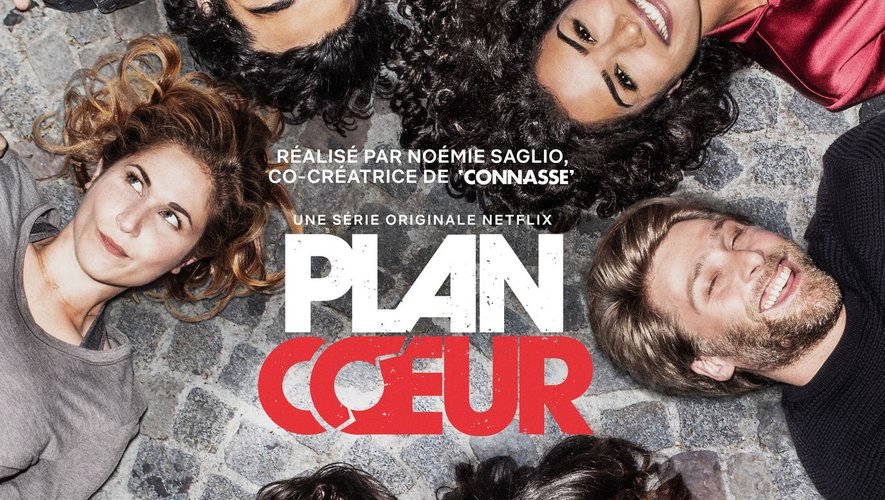 RÉALISÉ PAR NOÉMIE SAGLIO,
CO-CRÉATRICE DE 'CONNASSE'
UNE SÉRIE ORIGINALE NETFLIX
PLAN
CŒUR